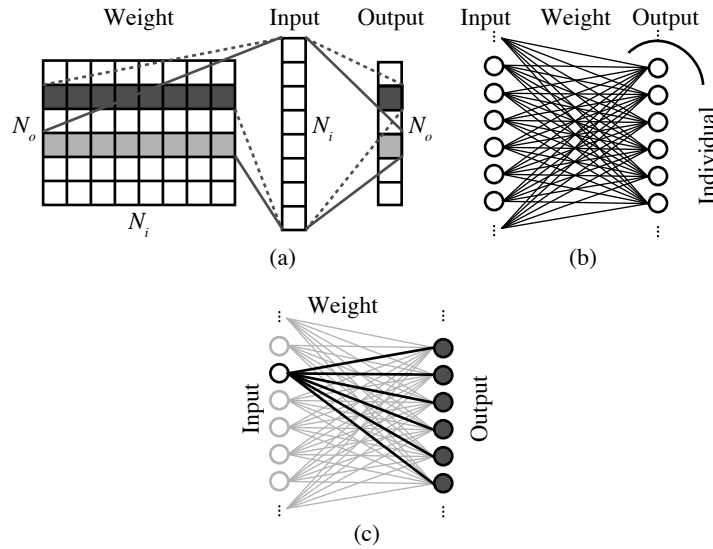 Weight Input Output
N_o N_i N_o
N_i
(a)
Input Weight Output
...
...
Individual
...
...
(b)
Weight
...
...
Input
Output
...
...
(c)